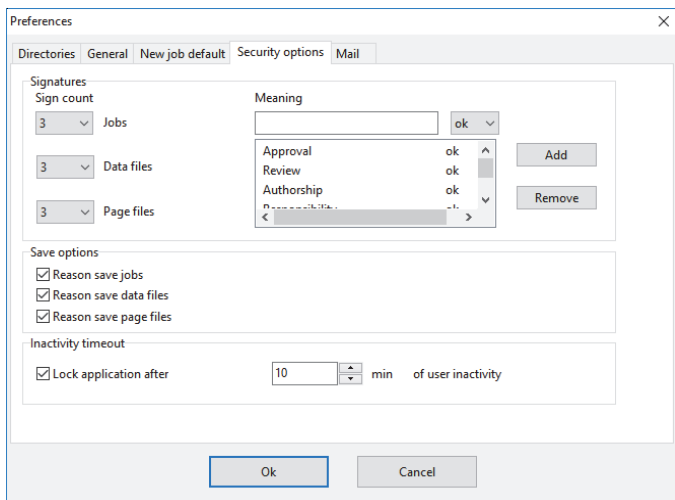 Preferences
Directories General New job default Security options Mail
Signatures
Sign count Meaning
3 Jobs ok
Approval ok
Review ok
Authorship ok
Responsibility ok
3 Data files
3 Page files
Add
Remove
Save options
Reason save jobs
Reason save data files
Reason save page files
Inactivity timeout
Lock application after 10 min of user inactivity
Ok Cancel